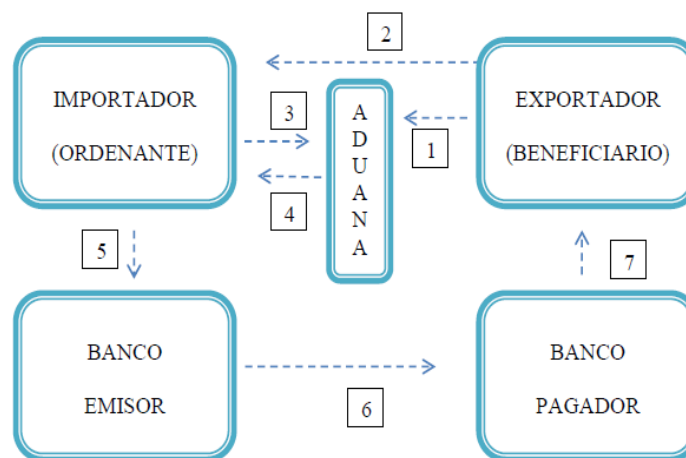 2
IMPORTADOR
(ORDENANTE)
3
4
A
D
U
A
N
A
1
EXPORTADOR
(BENEFICIARIO)
5
7
BANCO
EMISOR
6
BANCO
PAGADOR